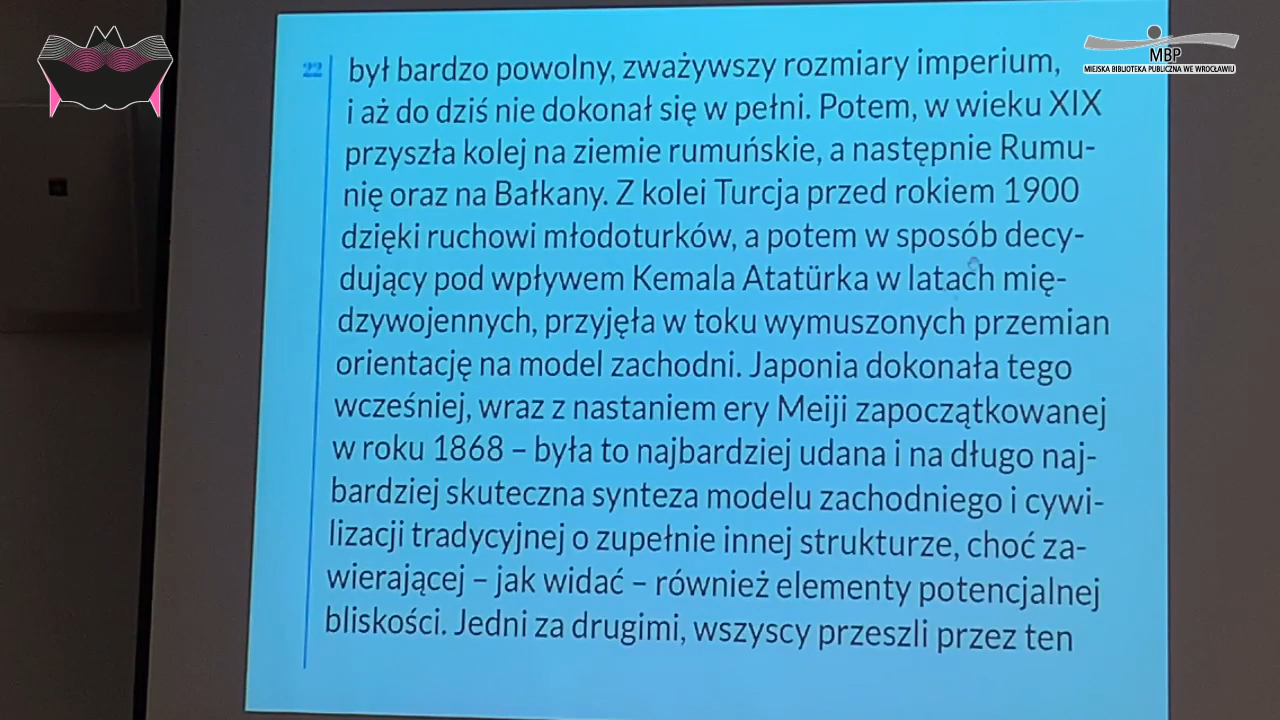 22
był bardzo powolny, zważywszy rozmiary imperium,
i aż do dziś nie dokonał się w pełni. Potem, w wieku XIX
przyszła kolej na ziemie rumuńskie, a następnie Rumu-
nię oraz na Bałkany. Z kolei Turcja przed rokiem 1900
dzięki ruchowi młodoturków, a potem w sposób decy-
dujący pod wpływem Kemala Atatürka w latach mię-
dzywojennych, przyjęła w toku wymuszonych przemian
orientację na model zachodni. Japonia dokonała tego
wcześniej, wraz z nastaniem ery Meiji zapoczątkowanej
w roku 1868 – była to najbardziej udana i na długo naj-
bardziej skuteczna synteza modelu zachodniego i cywi-
lizacji tradycyjnej o zupełnie innej strukturze, choć za-
wierającej – jak widać – również elementy potencjalnej
bliskości. Jedni za drugimi, wszyscy przeszli przez ten
MBP
MIEJSKA BIBLIOTEKA PUBLICZNA WE WROCŁAWIU